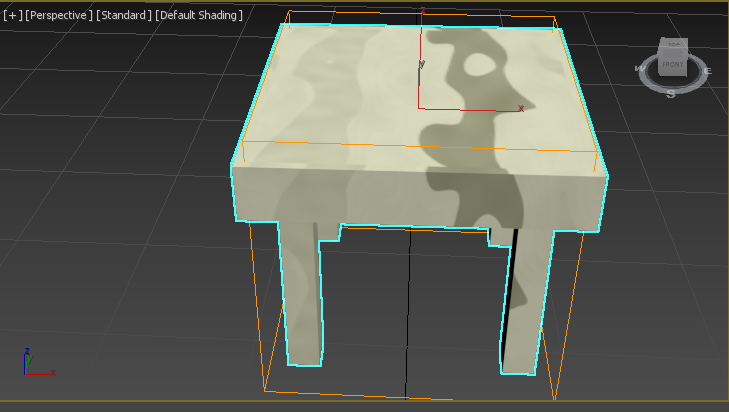 [+] [Perspective] [Standard] [Default Shading]
z
y
x
TOP
FRONT
W
E
S
z
y
x